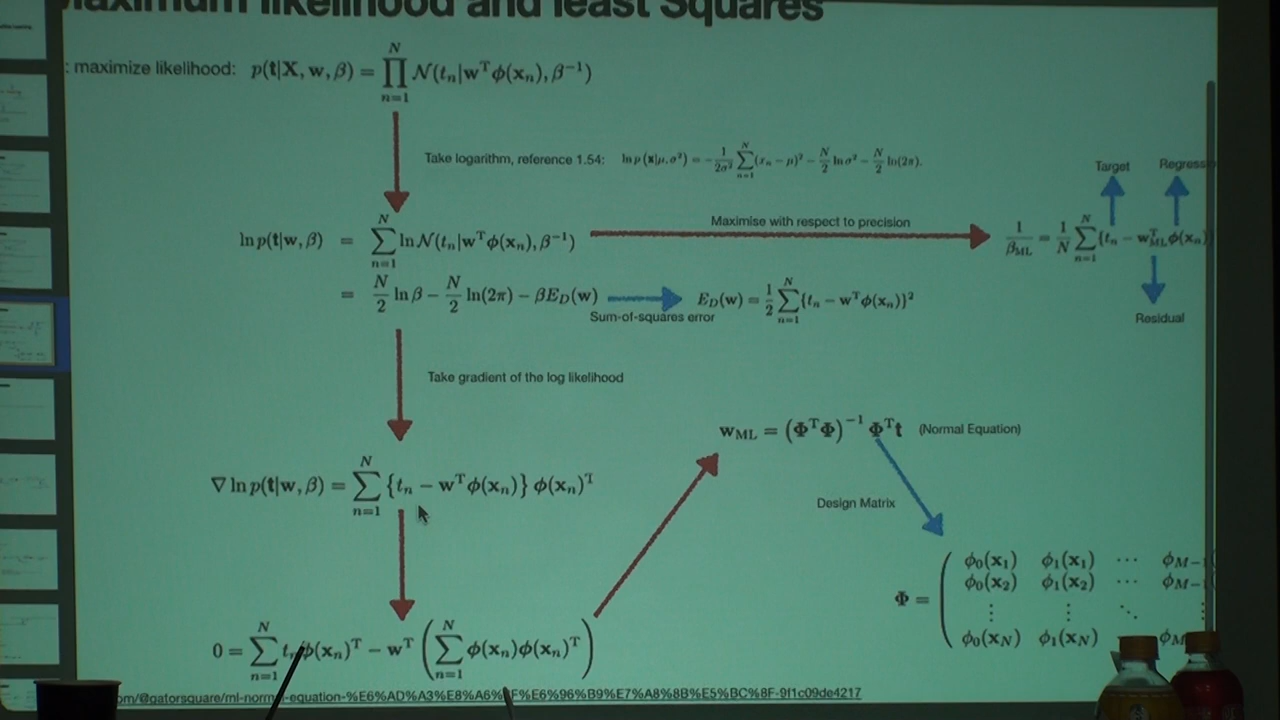 Maximum likelihood and least Squares
: maximize likelihood: p(t|X, w, β) = ∏_{n=1}^{N} N(t_n|w^T φ(x_n), β^{-1})
Take logarithm, reference 1.54: ln p(x|μ, σ²) = -1/(2σ²) ∑_{n=1}^{N} (x_n − μ)² − N/2 ln σ² − N/2 ln(2π).
Target Regress
ln p(t|w, β) = ∑_{n=1}^{N} ln N(t_n|w^T φ(x_n), β^{-1})
Maximise with respect to precision
1/β_ML = 1/N ∑_{n=1}^{N} {t_n − w_ML^T φ(x_n)
= N/2 ln β − N/2 ln(2π) − βE_D(w)
Sum-of-squares error
E_D(w) = 1/2 ∑_{n=1}^{N} {t_n − w^T φ(x_n)}²
Residual
Take gradient of the log likelihood
w_ML = (Φ^T Φ)^{-1} Φ^T t (Normal Equation)
∇ ln p(t|w, β) = ∑_{n=1}^{N} {t_n − w^T φ(x_n)} φ(x_n)^T
Design Matrix
Φ = ( φ_0(x_1) φ_1(x_1) ⋯ φ_{M−1}(
φ_0(x_2) φ_1(x_2) ⋯ φ_{M−1}
⋮ ⋮ ⋱ ⋮
φ_0(x_N) φ_1(x_N) φ_M
0 = ∑_{n=1}^{N} t_n φ(x_n)^T − w^T (∑_{n=1}^{N} φ(x_n)φ(x_n)^T)
om/@gatorsquare/ml-normal-equation-%E6%AD%A3%E8%A6%8F%E6%96%B9%E7%A8%8B%E5%BC%8F-9f1c09de4217